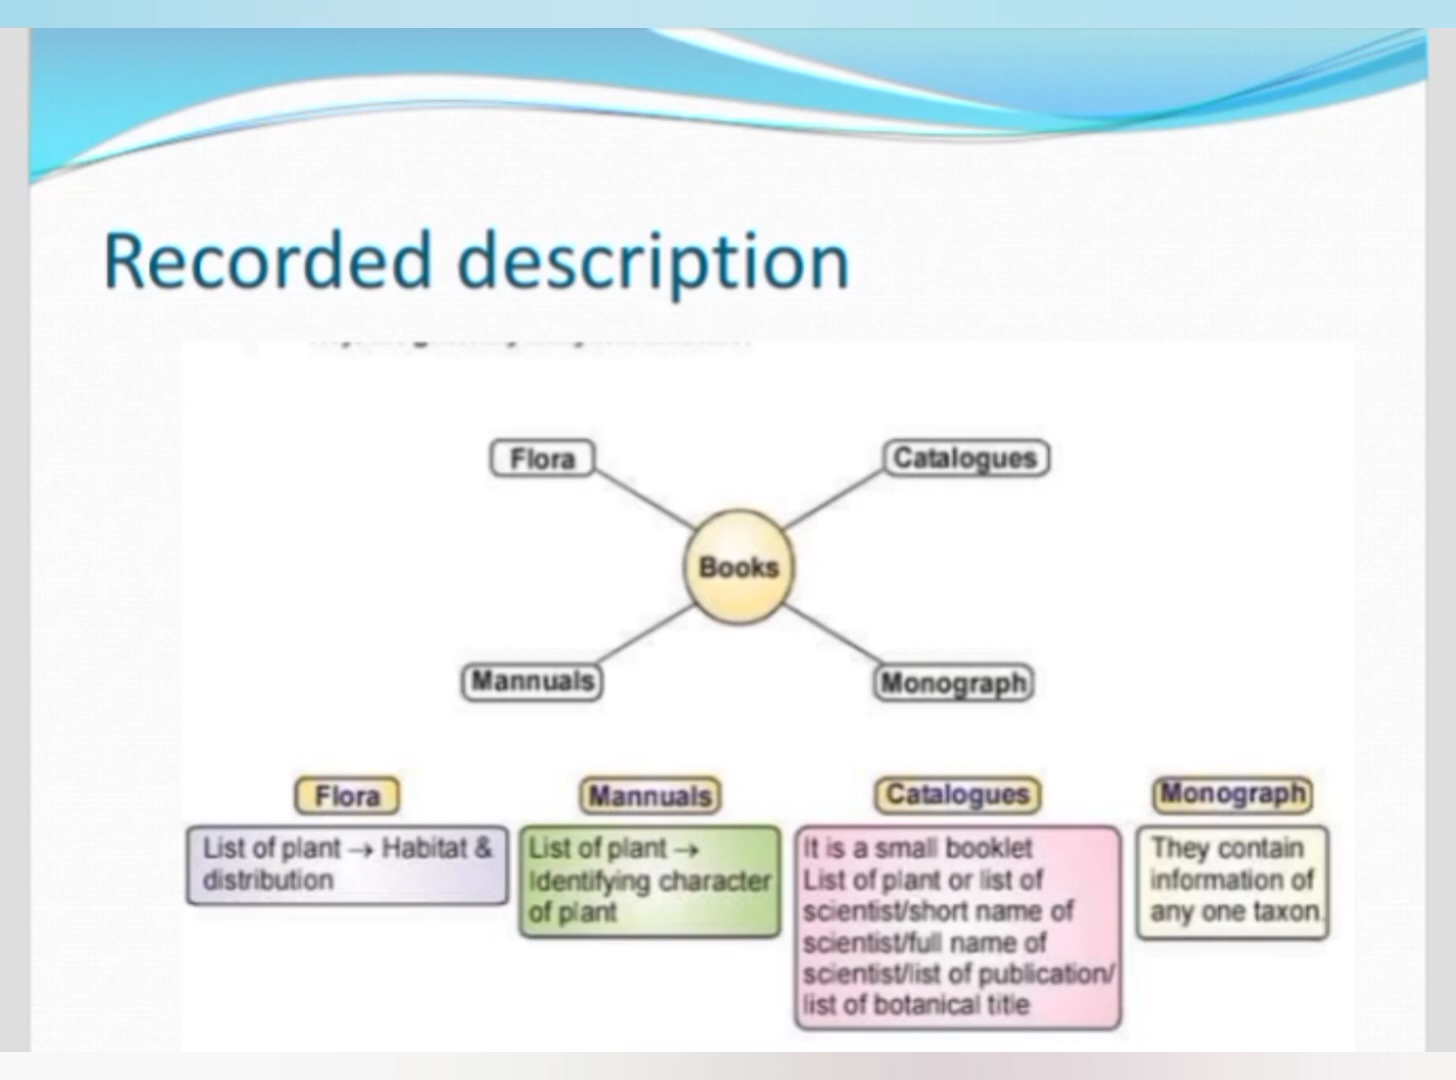 Recorded description
Flora
Catalogues
Books
Mannuals
Monograph
Flora
List of plant → Habitat &
distribution
Mannuals
List of plant →
Identifying character
of plant
Catalogues
It is a small booklet
List of plant or list of
scientist/short name of
scientist/full name of
scientist/list of publication/
list of botanical title
Monograph
They contain
information of
any one taxon.